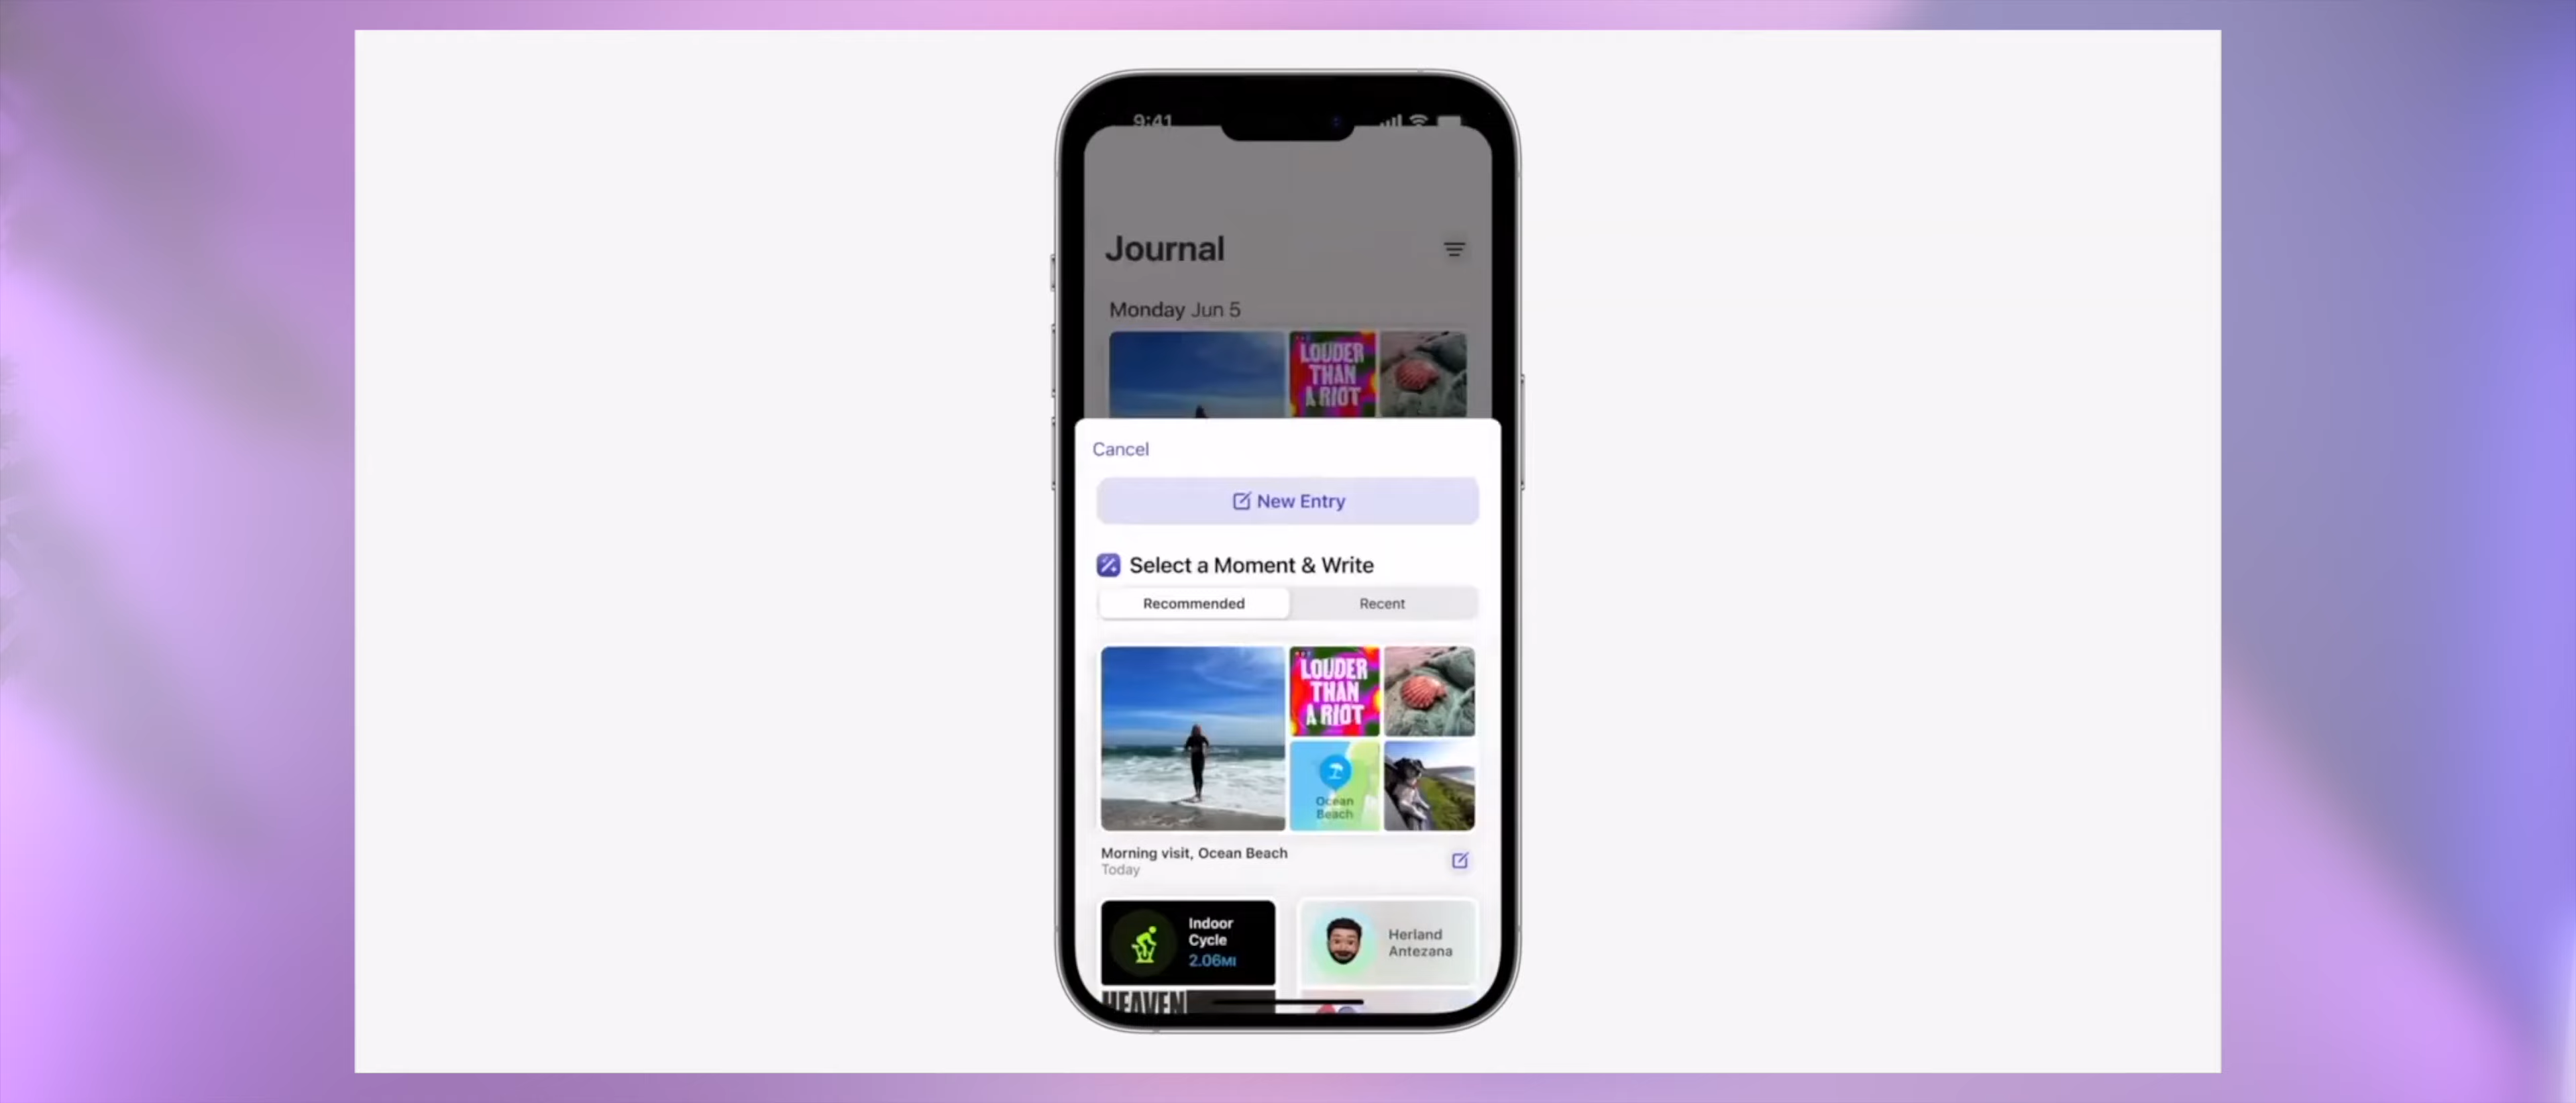 9:41
Journal
Monday Jun 5
LOUDER
THAN
A RIOT
Cancel
New Entry
Select a Moment & Write
Recommended
Recent
LOUDER
THAN
A RIOT
Ocean
Beach
Morning visit, Ocean Beach
Today
Indoor
Cycle
2.06MI
Herland
Antezana
HEAVEN